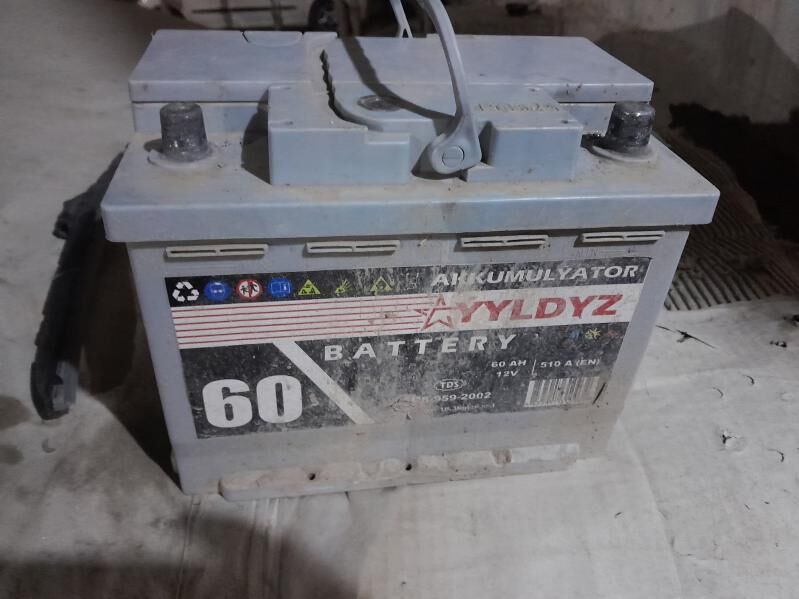 AKKUMULYATOR
YYLDYZ
BATTERY
60 AH 510 A (EN)
12V
60
TDS
959-2002